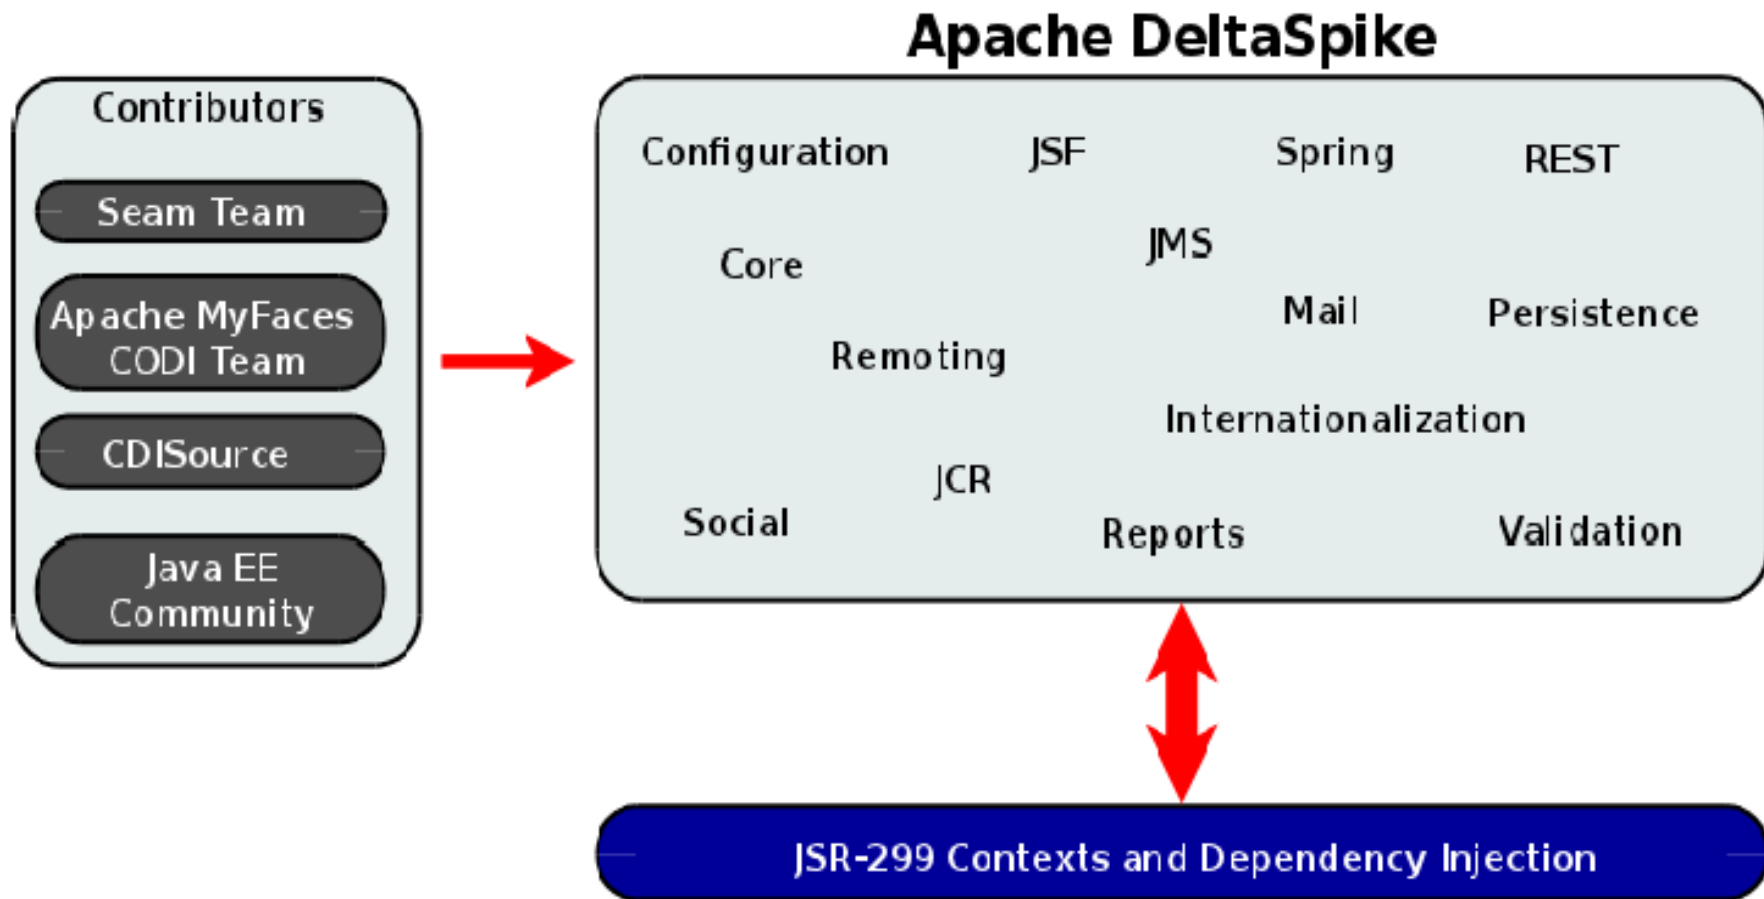 Apache DeltaSpike
Contributors
Seam Team
Apache MyFaces
CODI Team
CDISource
Java EE
Community
Configuration
JSF
Spring
REST
Core
JMS
Mail
Persistence
Remoting
Internationalization
JCR
Social
Reports
Validation
JSR-299 Contexts and Dependency Injection